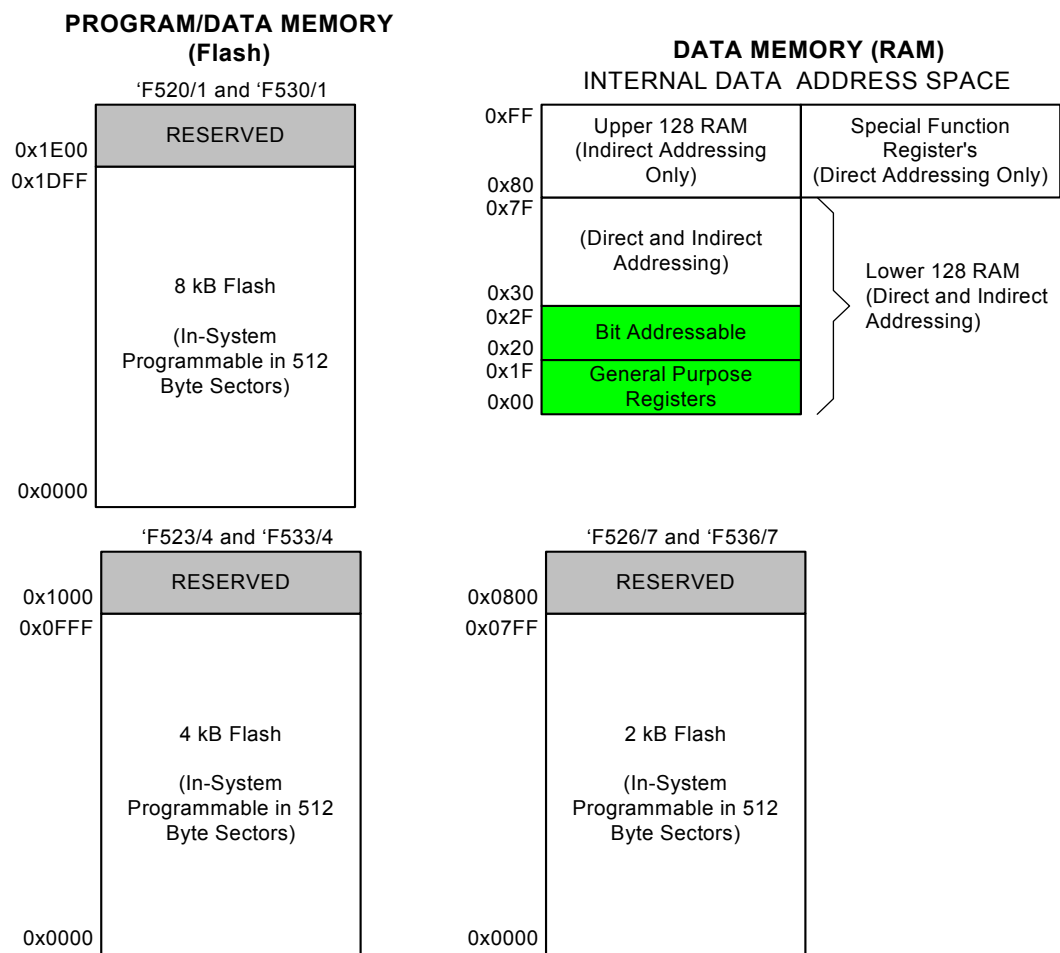 PROGRAM/DATA MEMORY
(Flash)
‘F520/1 and ‘F530/1
RESERVED
0x1E00
0x1DFF
8 kB Flash
(In-System
Programmable in 512
Byte Sectors)
0x0000
DATA MEMORY (RAM)
INTERNAL DATA ADDRESS SPACE
0xFF
Upper 128 RAM
(Indirect Addressing
Only)
0x80
Special Function
Register's
(Direct Addressing Only)
0x7F
(Direct and Indirect
Addressing)
0x30
Lower 128 RAM
(Direct and Indirect
Addressing)
0x2F
Bit Addressable
0x20
0x1F
General Purpose
Registers
0x00
‘F523/4 and ‘F533/4
RESERVED
0x1000
0x0FFF
4 kB Flash
(In-System
Programmable in 512
Byte Sectors)
0x0000
‘F526/7 and ‘F536/7
RESERVED
0x0800
0x07FF
2 kB Flash
(In-System
Programmable in 512
Byte Sectors)
0x0000